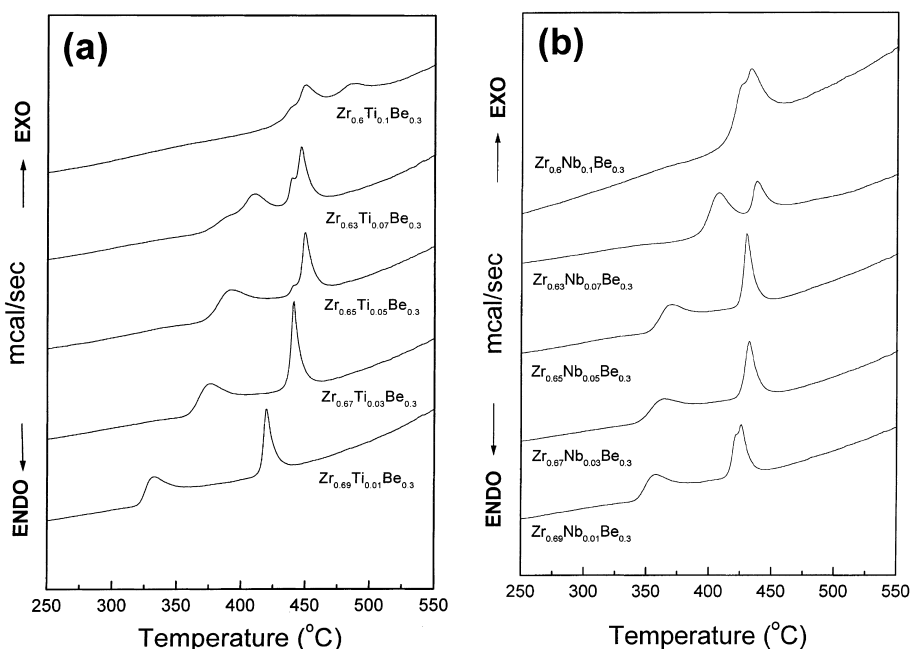 (a)
EXO
mcal/sec
ENDO
Zr0.6Ti0.1Be0.3
Zr0.63Ti0.07Be0.3
Zr0.65Ti0.05Be0.3
Zr0.67Ti0.03Be0.3
Zr0.69Ti0.01Be0.3
250 300 350 400 450 500 550
Temperature (°C)
(b)
EXO
mcal/sec
ENDO
Zr0.6Nb0.1Be0.3
Zr0.63Nb0.07Be0.3
Zr0.65Nb0.05Be0.3
Zr0.67Nb0.03Be0.3
Zr0.69Nb0.01Be0.3
250 300 350 400 450 500 550
Temperature (°C)